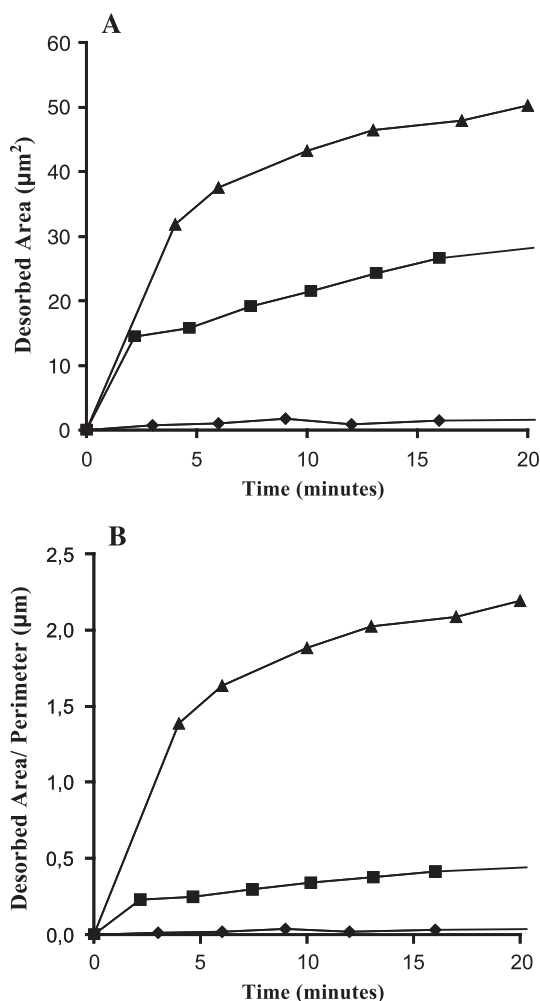 A
60
50
40
30
20
10
0
Desorbed Area (μm²)
0 5 10 15 20
Time (minutes)
B
2,5
2,0
1,5
1,0
0,5
0,0
Desorbed Area/ Perimeter (μm)
0 5 10 15 20
Time (minutes)